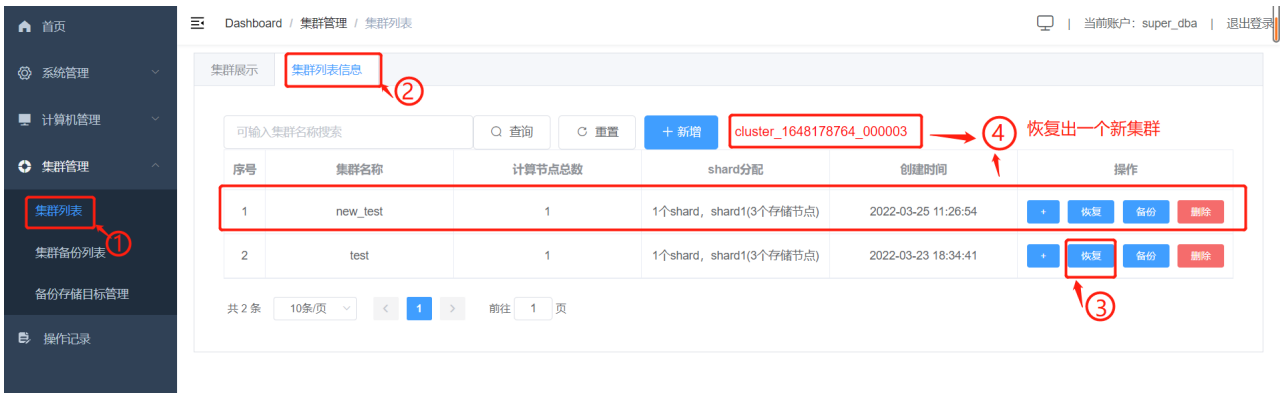 首页
系统管理
计算机管理
集群管理
集群列表
①
集群备份列表
备份存储目标管理
操作记录
Dashboard / 集群管理 / 集群列表
| 当前账户：super_dba | 退出登录
集群展示 集群列表信息
②
可输入集群名称搜索 查询 重置 + 新增 cluster_1648178764_000003 ④ 恢复出一个新集群
序号 集群名称 计算节点总数 shard分配 创建时间 操作
1 new_test 1 1个shard，shard1(3个存储节点) 2022-03-25 11:26:54 + 恢复 备份 删除
2 test 1 1个shard，shard1(3个存储节点) 2022-03-23 18:34:41 + 恢复 备份 删除
③
共 2 条 10条/页 < 1 > 前往 1 页